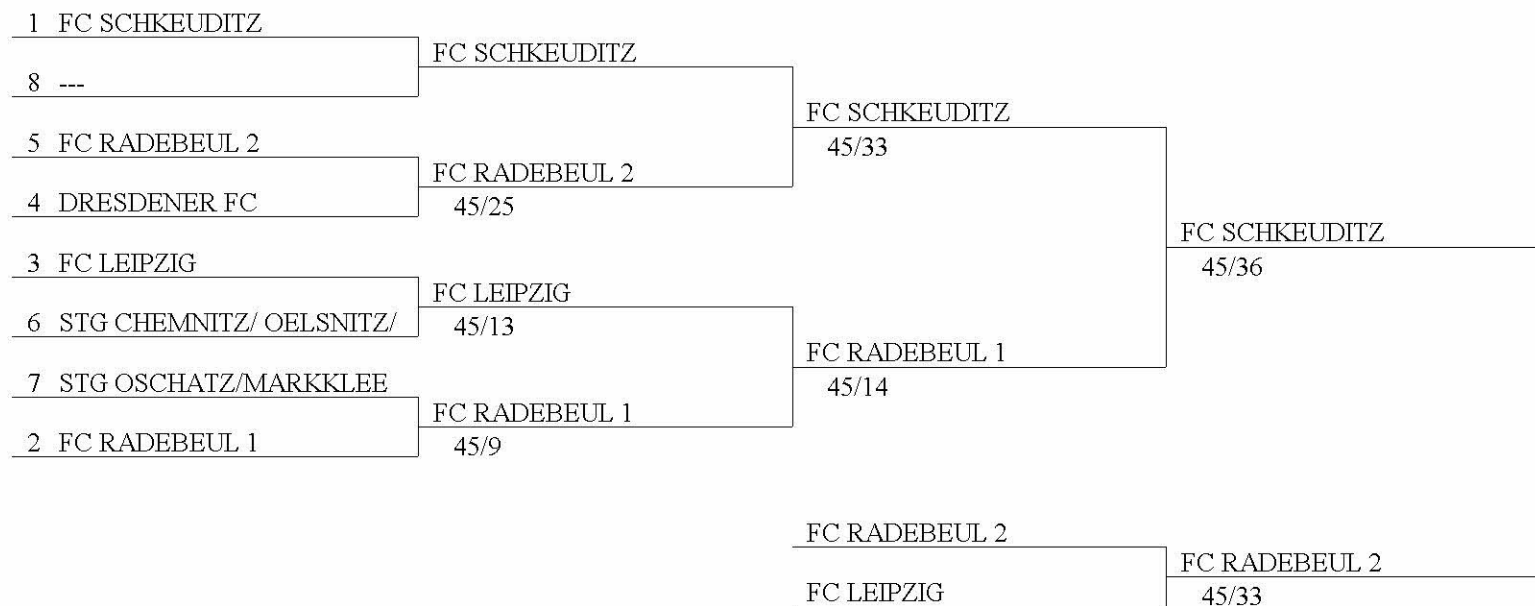 1 FC SCHKEUDITZ
8 ---
5 FC RADEBEUL 2
4 DRESDENER FC
3 FC LEIPZIG
6 STG CHEMNITZ/ OELSNITZ/
7 STG OSCHATZ/MARKKLEE
2 FC RADEBEUL 1
FC SCHKEUDITZ
FC RADEBEUL 2
45/25
FC LEIPZIG
45/13
FC RADEBEUL 1
45/9
FC SCHKEUDITZ
45/33
FC RADEBEUL 1
45/14
FC SCHKEUDITZ
45/36
FC RADEBEUL 2
FC LEIPZIG
FC RADEBEUL 2
45/33